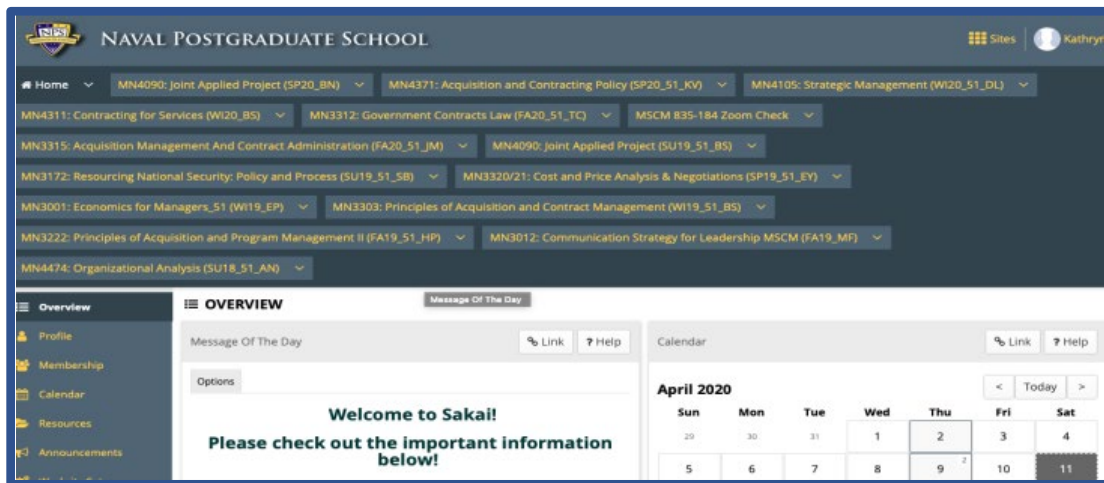 NPS
NAVAL POSTGRADUATE SCHOOL
Sites
Kathryn
Home
MN4090: Joint Applied Project (SP20_BN)
MN4371: Acquisition and Contracting Policy (SP20_51_KV)
MN4105: Strategic Management (WI20_51_DL)
MN4311: Contracting for Services (WI20_BS)
MN3312: Government Contracts Law (FA20_51_TC)
MSCM 835-184 Zoom Check
MN3315: Acquisition Management And Contract Administration (FA20_51_JM)
MN4090: Joint Applied Project (SU19_51_BS)
MN3172: Resourcing National Security: Policy and Process (SU19_51_SB)
MN3320/21: Cost and Price Analysis & Negotiations (SP19_51_EY)
MN3001: Economics for Managers_51 (WI19_EP)
MN3303: Principles of Acquisition and Contract Management (WI19_51_BS)
MN3222: Principles of Acquisition and Program Management II (FA19_51_HP)
MN3012: Communication Strategy for Leadership MSCM (FA19_MF)
MN4474: Organizational Analysis (SU18_51_AN)
Overview
Profile
Membership
Calendar
Resources
Announcements
OVERVIEW
Message Of The Day
Message Of The Day
Link
? Help
Options
Welcome to Sakai!
Please check out the important information
below!
Calendar
Link
? Help
April 2020
< Today >
Sun Mon Tue Wed Thu Fri Sat
29 30 31 1 2 3 4
5 6 7 8 9 2 10 11